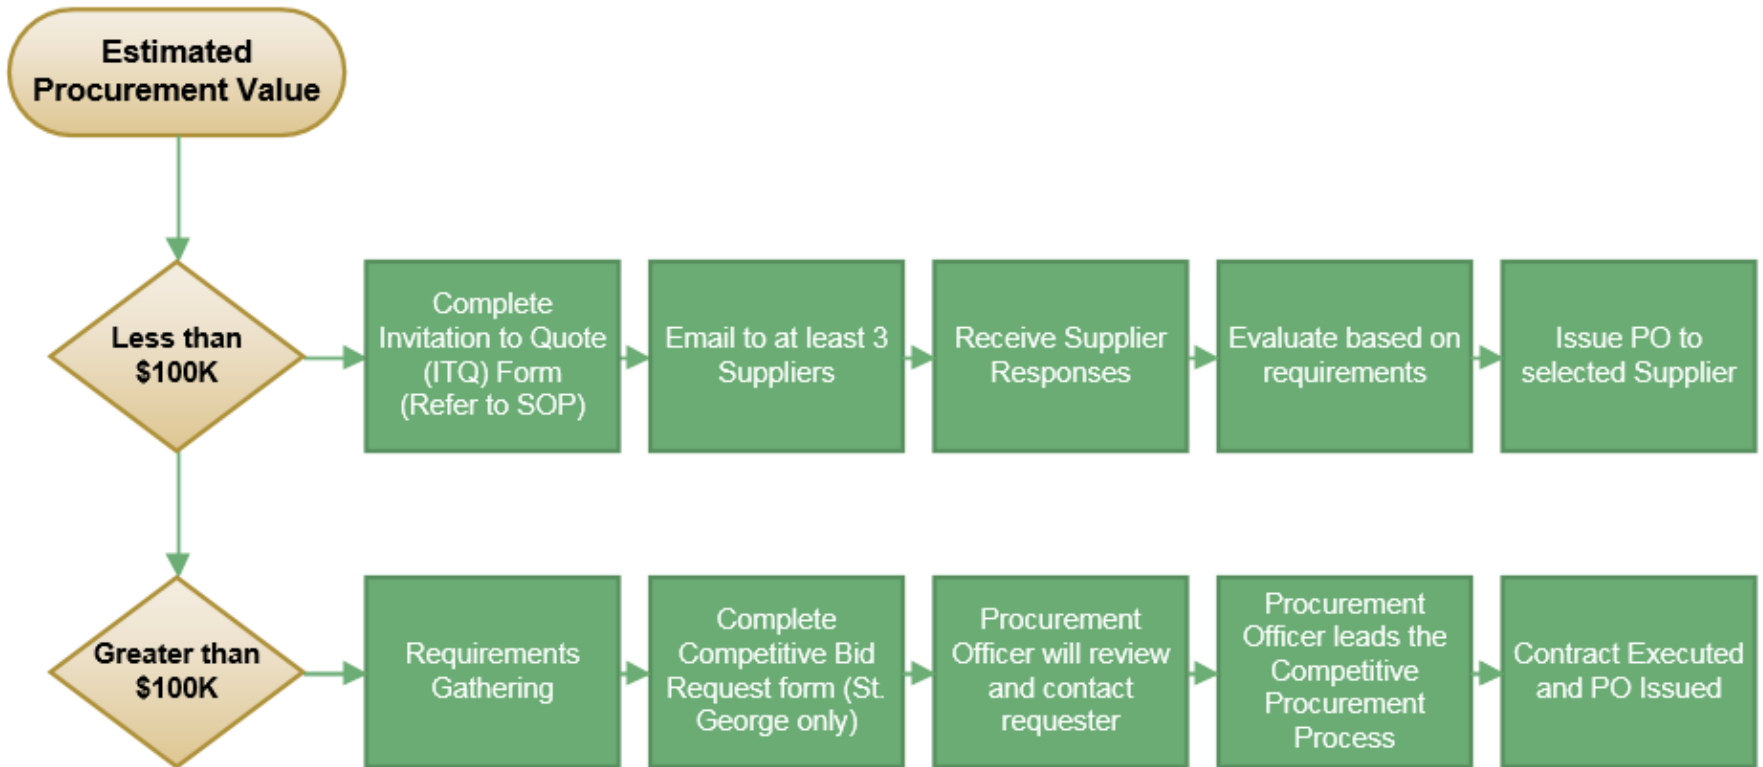 Estimated
Procurement Value
Less than
$100K
Complete
Invitation to Quote
(ITQ) Form
(Refer to SOP)
Email to at least 3
Suppliers
Receive Supplier
Responses
Evaluate based on
requirements
Issue PO to
selected Supplier
Greater than
$100K
Requirements
Gathering
Complete
Competitive Bid
Request form (St.
George only)
Procurement
Officer will review
and contact
requester
Procurement
Officer leads the
Competitive
Procurement
Process
Contract Executed
and PO Issued